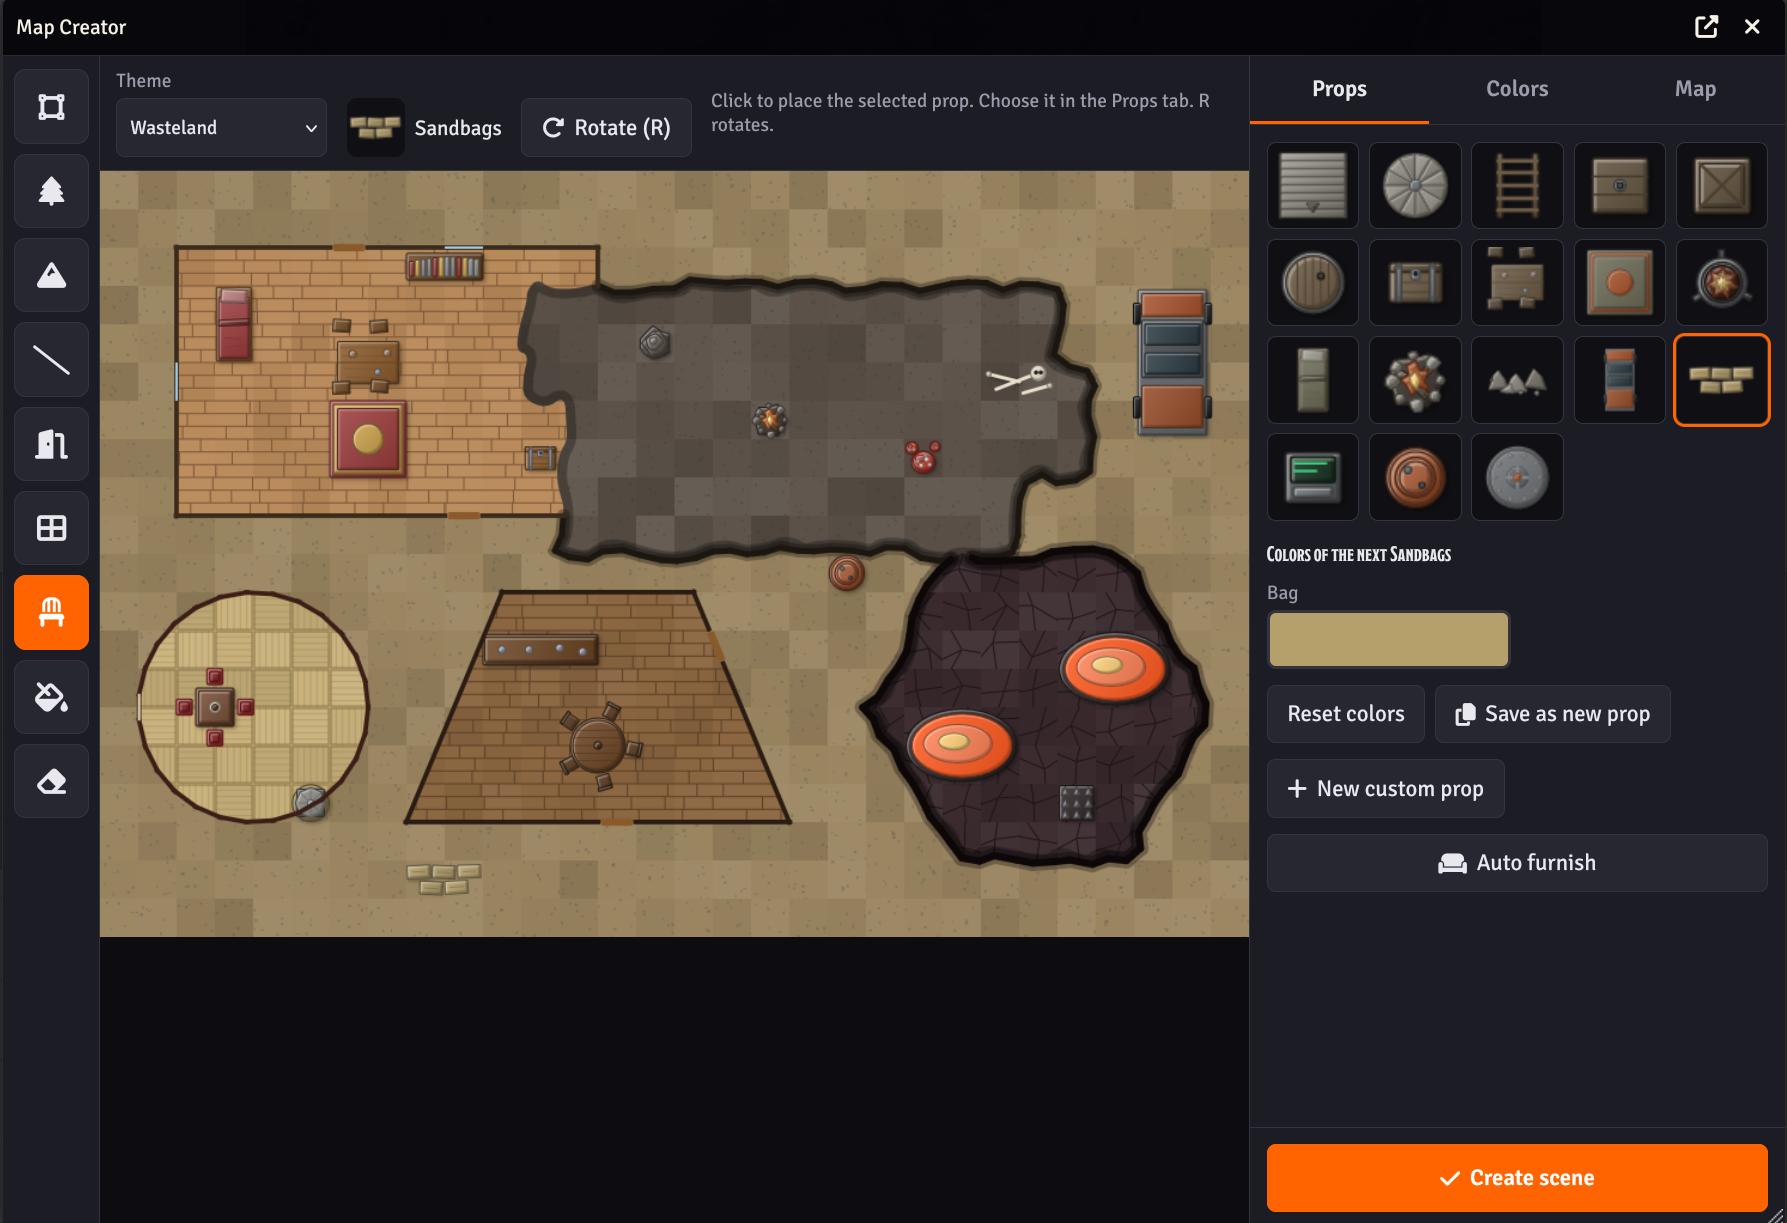 Map Creator
Theme
Wasteland
Sandbags
Rotate (R)
Click to place the selected prop. Choose it in the Props tab. R
rotates.
Props
Colors
Map
Colors of the next Sandbags
Bag
Reset colors
Save as new prop
New custom prop
Auto furnish
Create scene